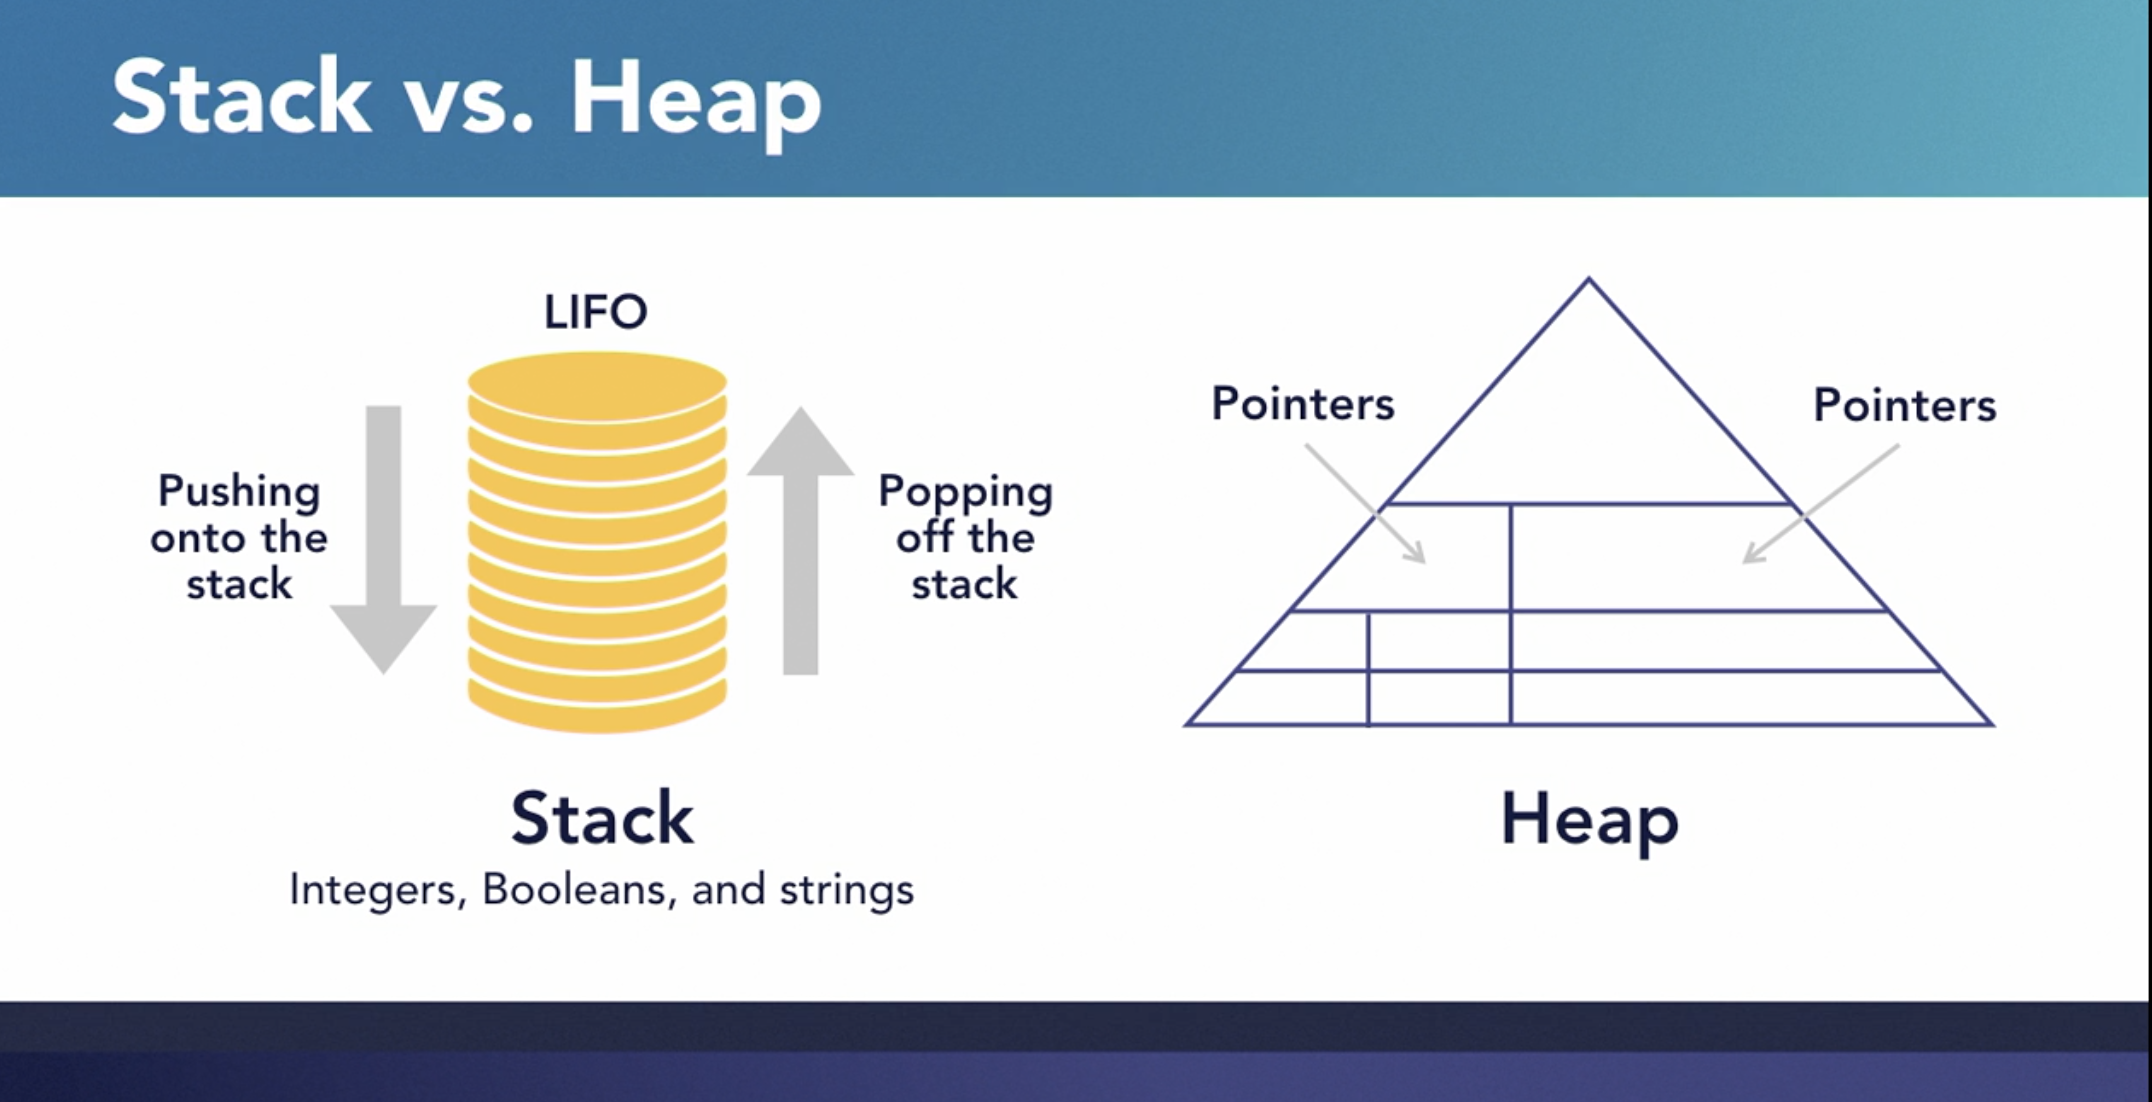 Stack vs. Heap
LIFO
Pushing
onto the
stack
Popping
off the
stack
Stack
Integers, Booleans, and strings
Pointers
Pointers
Heap